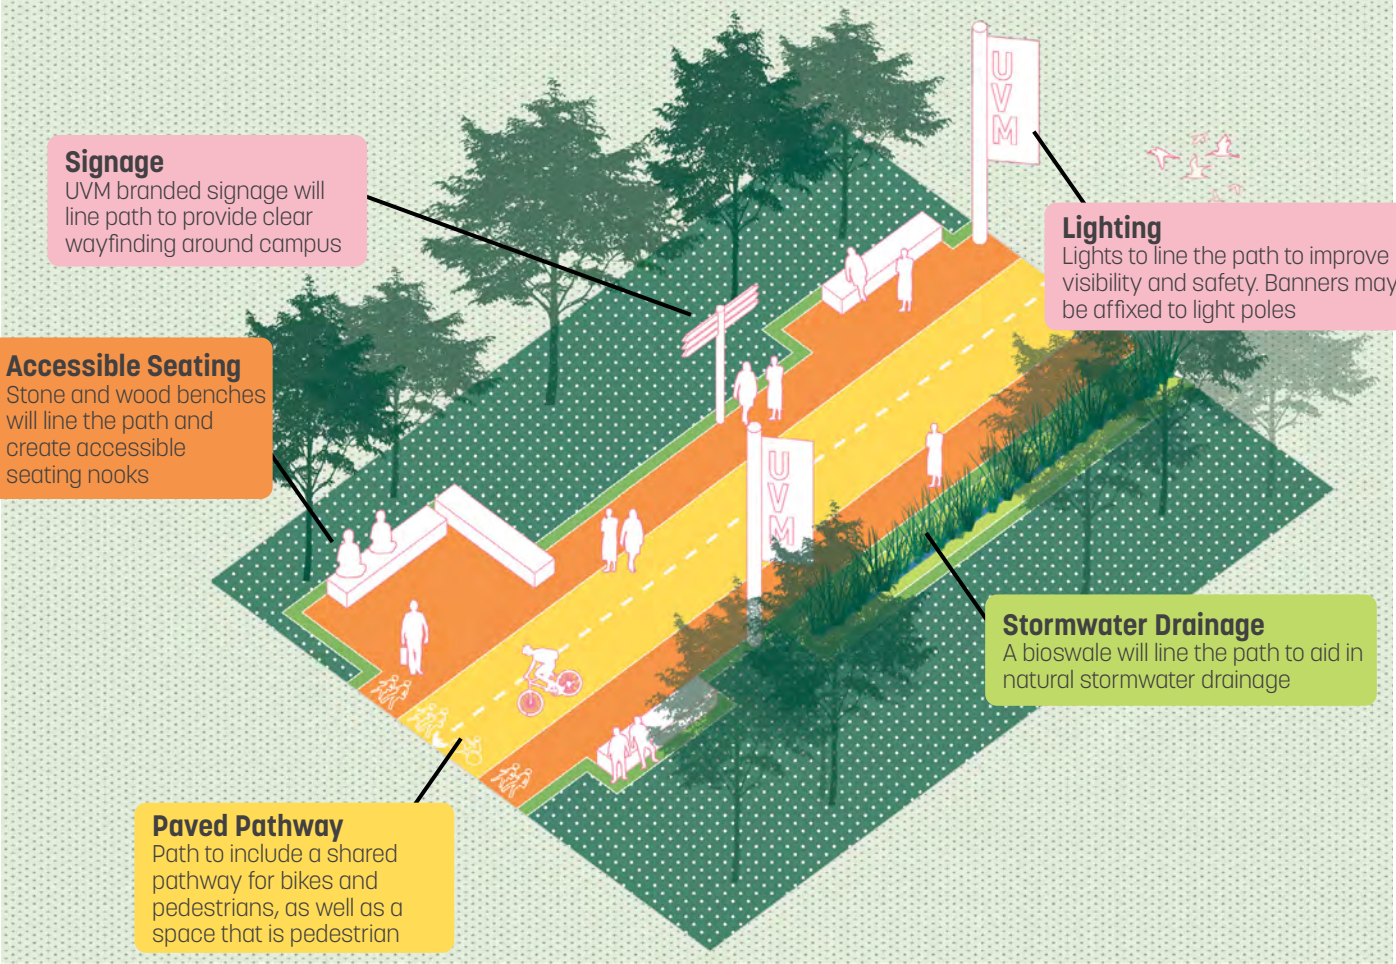 U
V
M
Signage
UVM branded signage will
line path to provide clear
wayfinding around campus
Lighting
Lights to line the path to improve
visibility and safety. Banners may
be affixed to light poles
Accessible Seating
Stone and wood benches
will line the path and
create accessible
seating nooks
U
V
M
Stormwater Drainage
A bioswale will line the path to aid in
natural stormwater drainage
Paved Pathway
Path to include a shared
pathway for bikes and
pedestrians, as well as a
space that is pedestrian